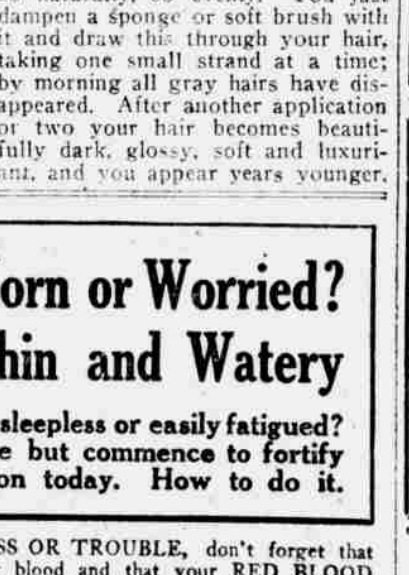 dampen a sponge or soft brush with
it and draw this through your hair,
taking one small strand at a time;
by morning all gray hairs have dis-
appeared. After another application
or two your hair becomes beauti-
fully dark, glossy, soft and luxuri-
ant, and you appear years younger.
orn or Worried?
hin and Watery
sleepless or easily fatigued?
e but commence to fortify
on today. How to do it.
SS OR TROUBLE, don't forget that
blood and that your RED BLOOD